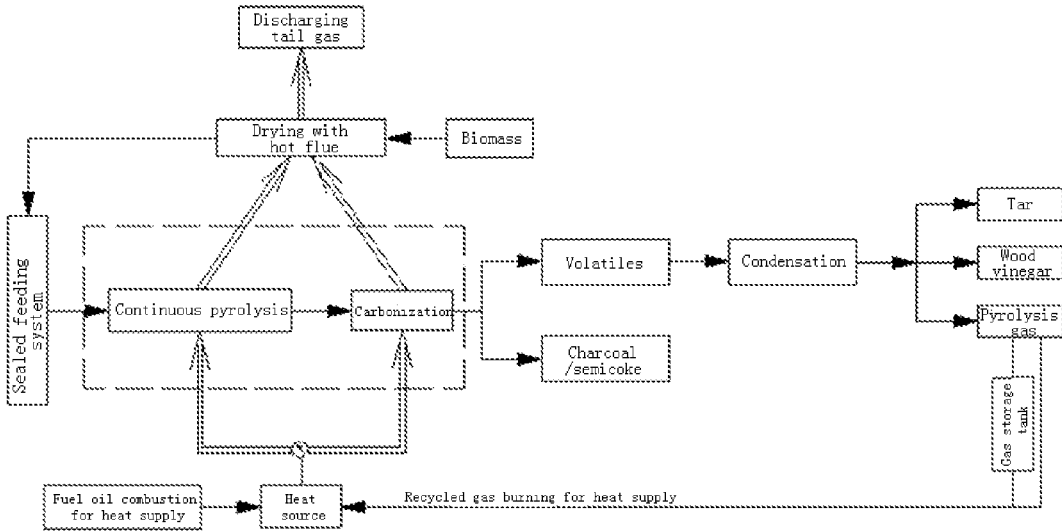 Discharging
tail gas
Drying with
hot flue
Biomass
Sealed feeding
system
Continuous pyrolysis
Carbonization
Volatiles
Condensation
Charcoal
/semicoke
Tar
Wood
vinegar
Pyrolysis
gas
Gas storage
tank
Fuel oil combustion
for heat supply
Heat
source
Recycled gas burning for heat supply